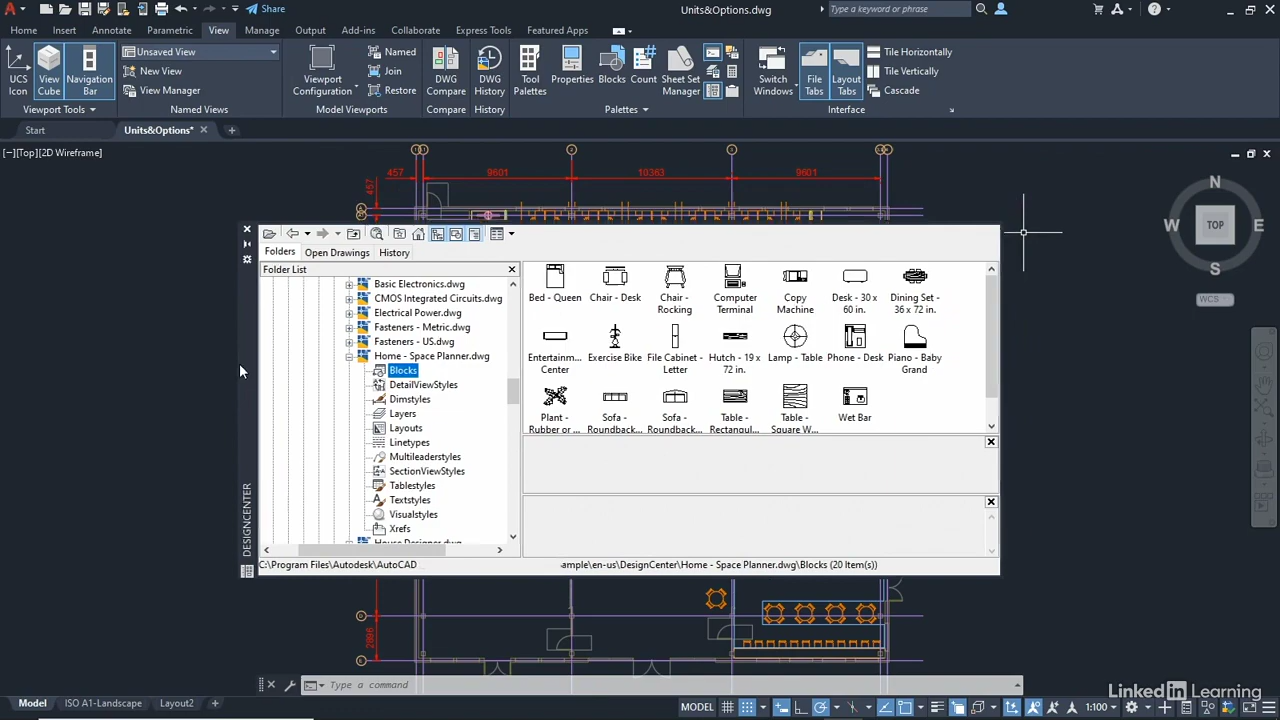 Share
Units&Options.dwg
Type a keyword or phrase
Home Insert Annotate Parametric View Manage Output Add-ins Collaborate Express Tools Featured Apps
UCS Icon
View Cube
Navigation Bar
Unsaved View
New View
View Manager
Viewport Configuration
Named
Join
Restore
DWG Compare
DWG History
Tool Palettes
Properties
Blocks
Count
Sheet Set Manager
Switch Windows
File Tabs
Layout Tabs
Tile Horizontally
Tile Vertically
Cascade
Viewport Tools
Named Views
Model Viewports
Compare
History
Palettes
Interface
Start
Units&Options*
[−][Top][2D Wireframe]
457
9601
10363
9601
457
N
W
TOP
E
S
WCS
Folders Open Drawings History
Folder List
Basic Electronics.dwg
CMOS Integrated Circuits.dwg
Electrical Power.dwg
Fasteners - Metric.dwg
Fasteners - US.dwg
Home - Space Planner.dwg
Blocks
DetailViewStyles
Dimstyles
Layers
Layouts
Linetypes
Multileaderstyles
SectionViewStyles
Tablestyles
Textstyles
Visualstyles
Xrefs
House Designer.dwg
Bed - Queen
Chair - Desk
Chair - Rocking
Computer Terminal
Copy Machine
Desk - 30 x 60 in.
Dining Set - 36 x 72 in.
Entertainm... Center
Exercise Bike
File Cabinet - Letter
Hutch - 19 x 72 in.
Lamp - Table
Phone - Desk
Piano - Baby Grand
Plant - Rubber or ...
Sofa - Roundback...
Sofa - Roundback...
Table - Rectangul...
Table - Square W...
Wet Bar
DESIGNCENTER
C:\Program Files\Autodesk\AutoCAD ample\en-us\DesignCenter\Home - Space Planner.dwg\Blocks (20 Item(s))
2896
Type a command
Model ISO A1-Landscape Layout2
MODEL
1:100
LinkedIn Learning